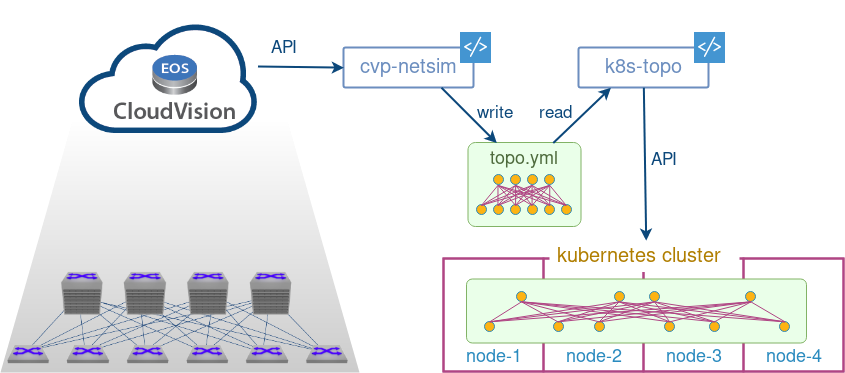 API
</>
</>
EOS
cvp-netsim
k8s-topo
CloudVision
write
read
topo.yml
API
kubernetes cluster
node-1
node-2
node-3
node-4